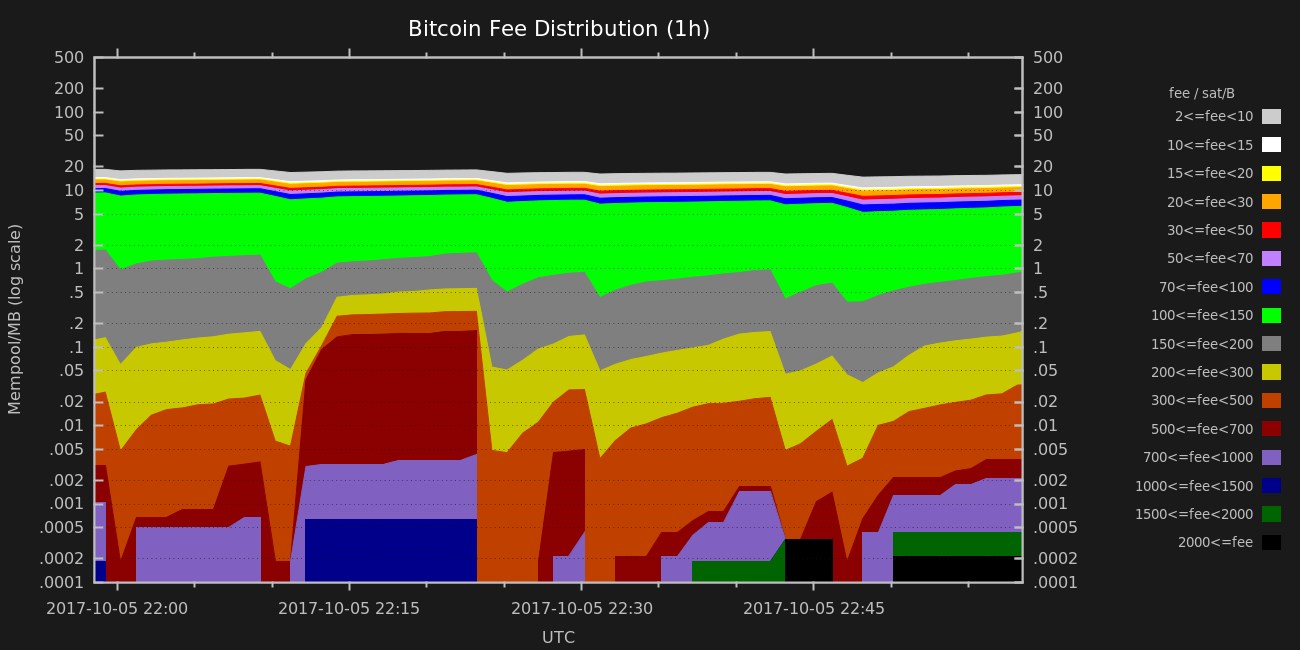 Bitcoin Fee Distribution (1h)
500 500
200 200
100 100
50 50
20 20
10 10
5 5
2 2
1 1
.5 .5
.2 .2
.1 .1
.05 .05
.02 .02
.01 .01
.005 .005
.002 .002
.001 .001
.0005 .0005
.0002 .0002
.0001 .0001
Mempool/MB (log scale)
2017-10-05 22:00 2017-10-05 22:15 2017-10-05 22:30 2017-10-05 22:45
UTC
fee / sat/B
2<=fee<10
10<=fee<15
15<=fee<20
20<=fee<30
30<=fee<50
50<=fee<70
70<=fee<100
100<=fee<150
150<=fee<200
200<=fee<300
300<=fee<500
500<=fee<700
700<=fee<1000
1000<=fee<1500
1500<=fee<2000
2000<=fee